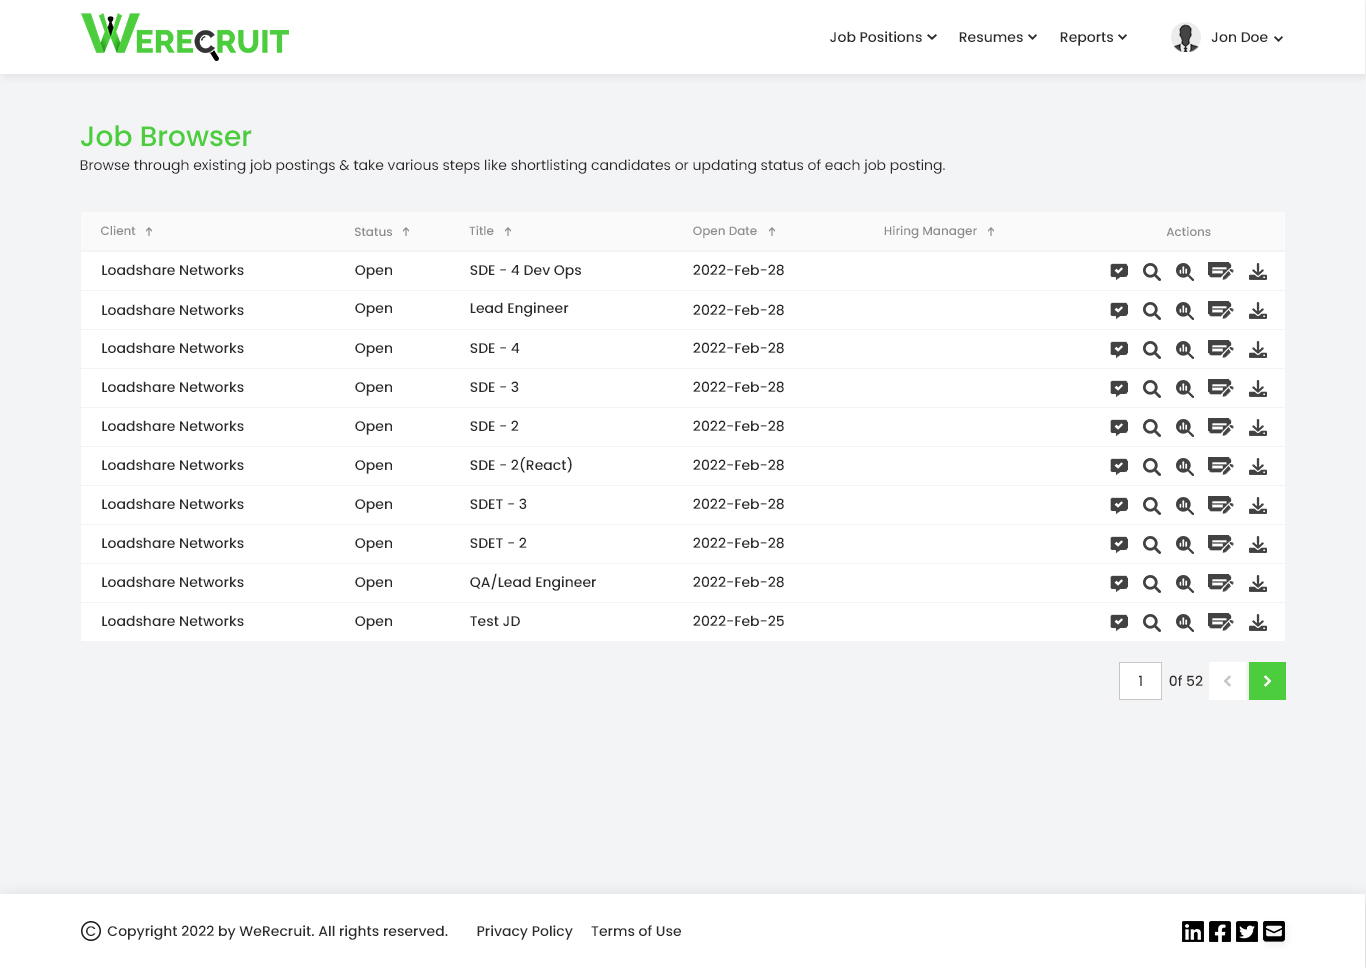 WERECRUIT
Job Positions Resumes Reports Jon Doe
Job Browser
Browse through existing job postings & take various steps like shortlisting candidates or updating status of each job posting.
Client Status Title Open Date Hiring Manager Actions
Loadshare Networks Open SDE - 4 Dev Ops 2022-Feb-28
Loadshare Networks Open Lead Engineer 2022-Feb-28
Loadshare Networks Open SDE - 4 2022-Feb-28
Loadshare Networks Open SDE - 3 2022-Feb-28
Loadshare Networks Open SDE - 2 2022-Feb-28
Loadshare Networks Open SDE - 2(React) 2022-Feb-28
Loadshare Networks Open SDET - 3 2022-Feb-28
Loadshare Networks Open SDET - 2 2022-Feb-28
Loadshare Networks Open QA/Lead Engineer 2022-Feb-28
Loadshare Networks Open Test JD 2022-Feb-25
1 0f 52
© Copyright 2022 by WeRecruit. All rights reserved. Privacy Policy Terms of Use